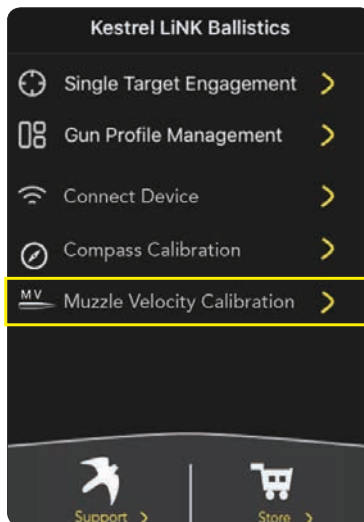 Kestrel LiNK Ballistics
Single Target Engagement
Gun Profile Management
Connect Device
Compass Calibration
MV Muzzle Velocity Calibration
Support Store